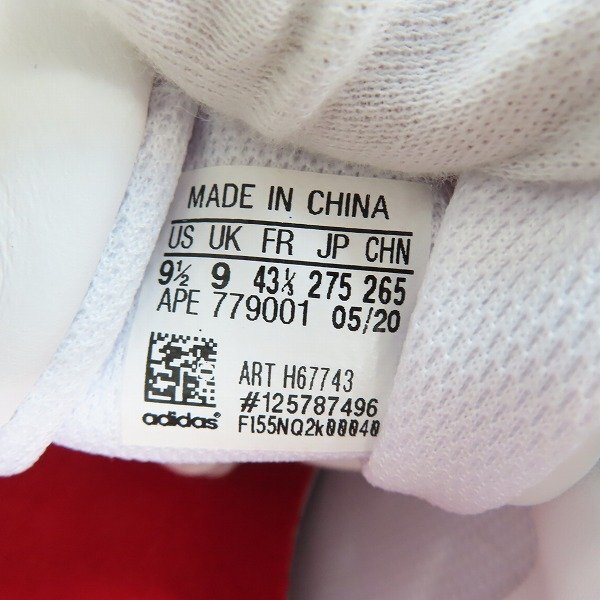 MADE IN CHINA
US UK FR JP CHN
9½ 9 43⅓ 275 265
APE 779001 05/20
ART H67743
#125787496
adidas
F155NQ2k00040